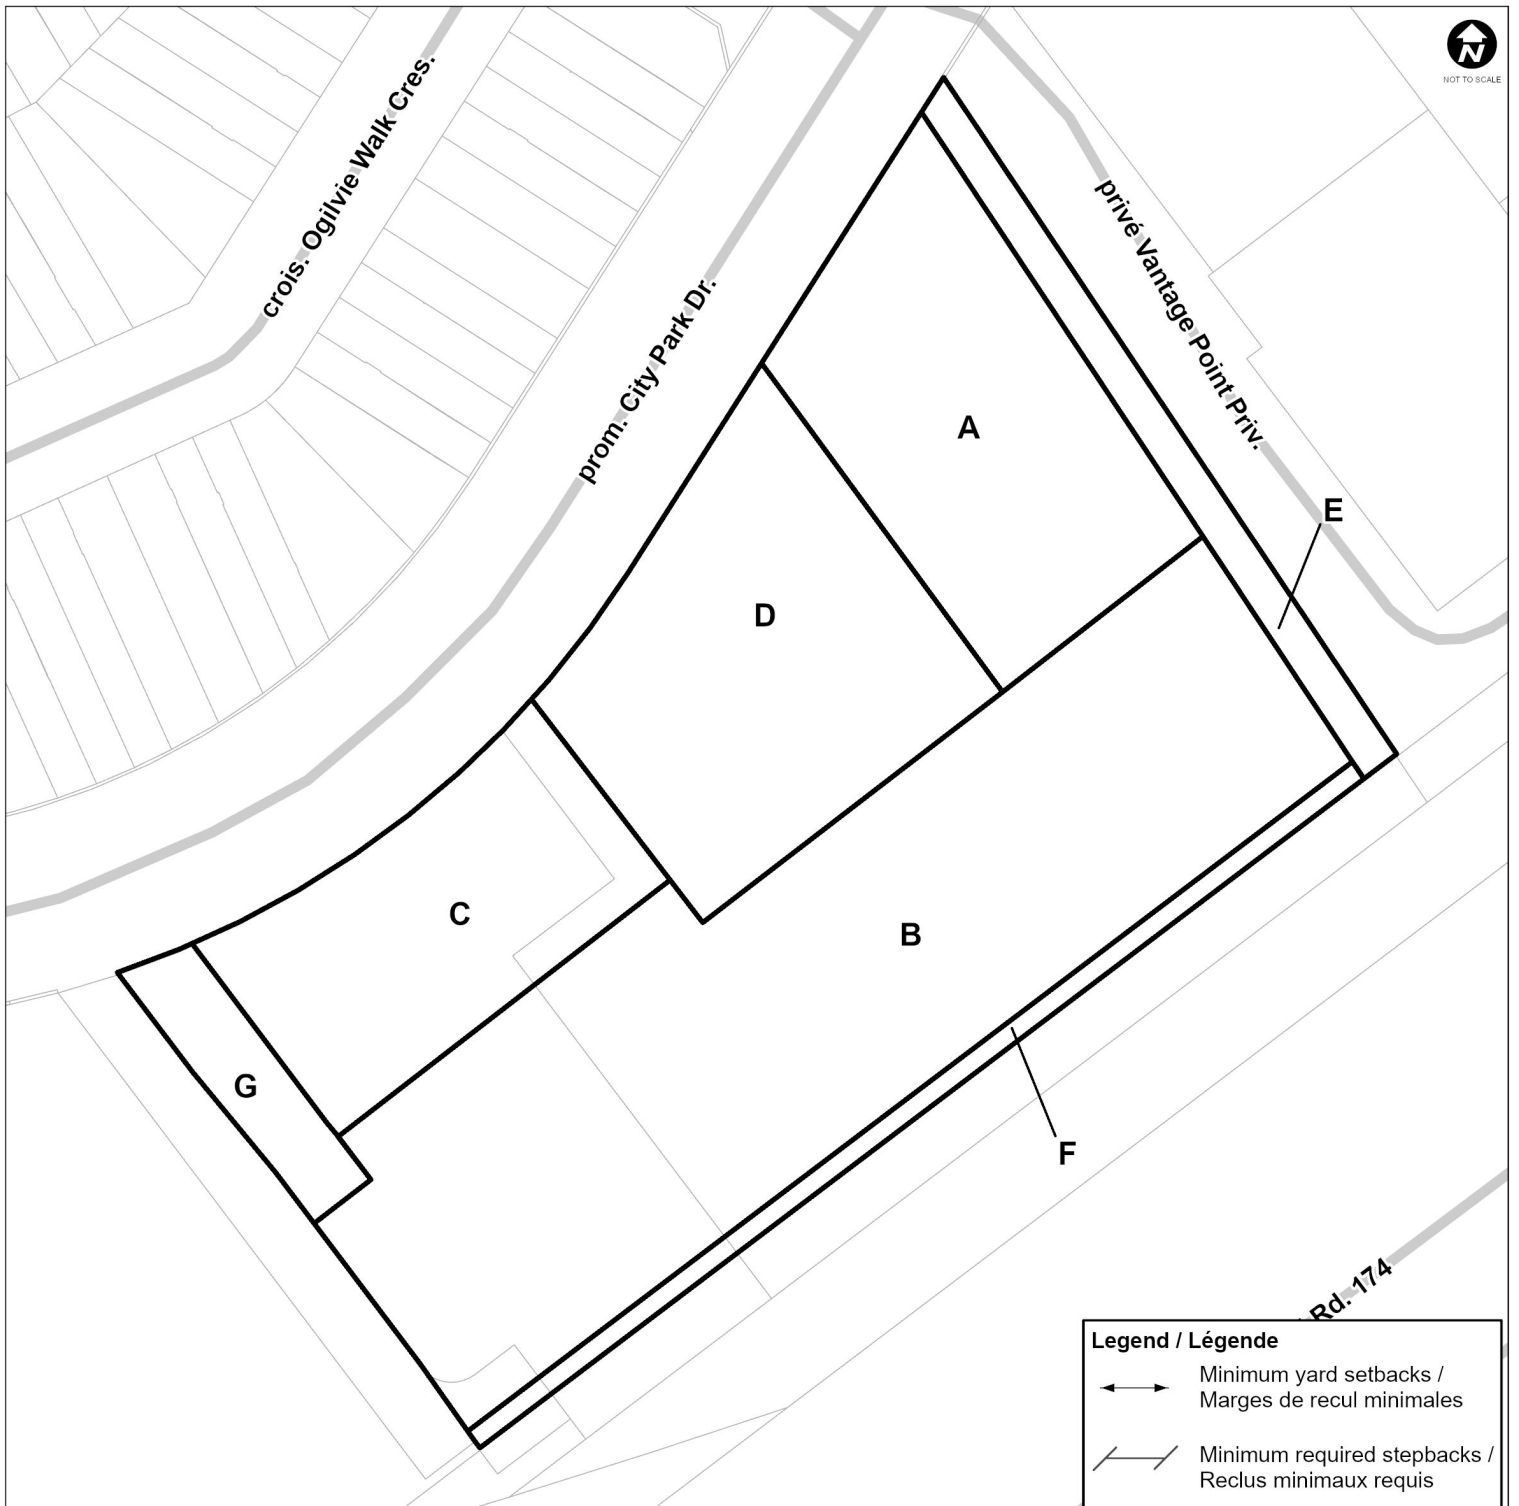 N
NOT TO SCALE
crois. Ogilvie Walk Cres.
prom. City Park Dr.
privé Vantage Point Priv.
A
E
D
C
B
G
F
Rd. 174
Legend / Légende
Minimum yard setbacks /
Marges de recul minimales
Minimum required stepbacks /
Reclus minimaux requis